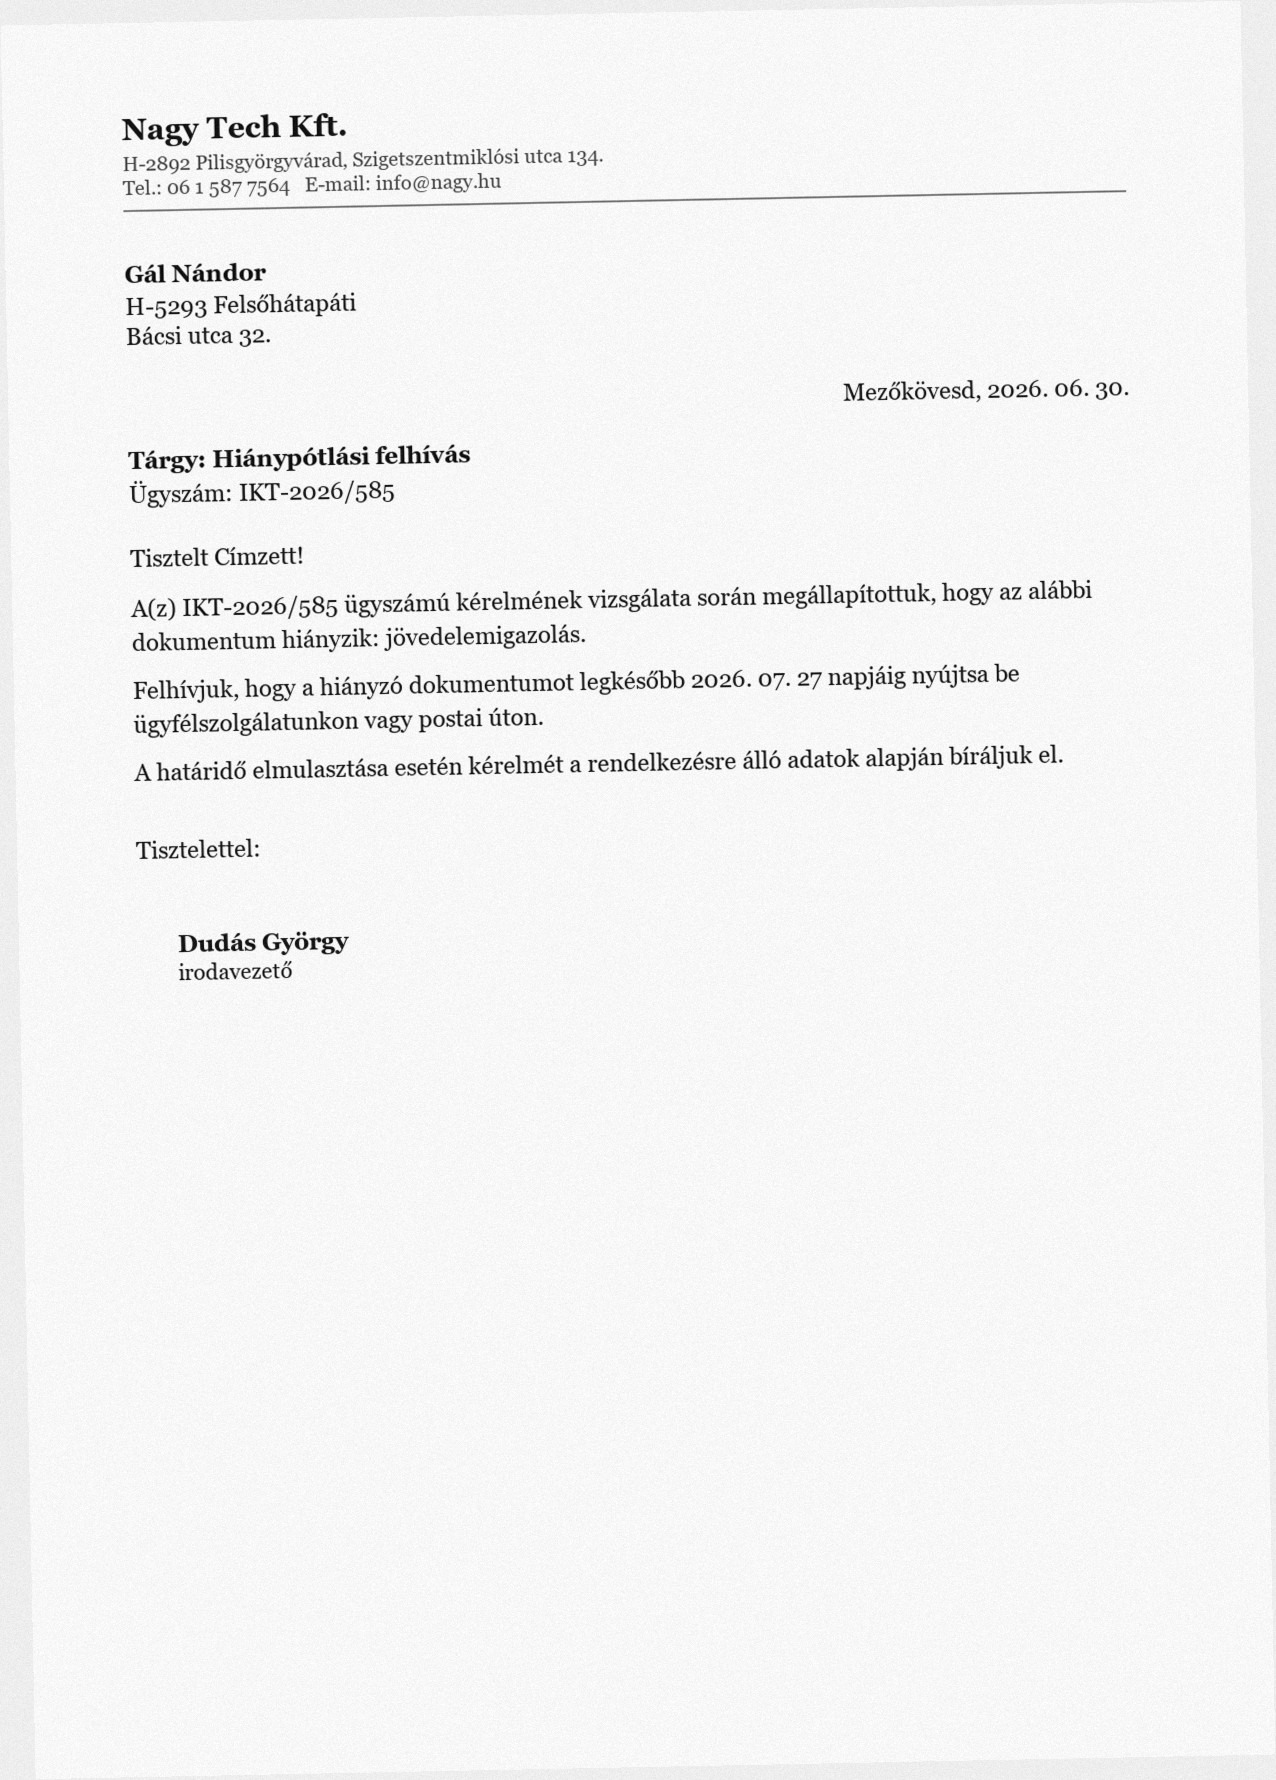 Nagy Tech Kft.
H-2892 Pilisgyörgyvárad, Szigetszentmiklósi utca 134.
Tel.: 06 1 587 7564 E-mail: info@nagy.hu
Gál Nándor
H-5293 Felsőhátapáti
Bácsi utca 32.
Mezőkövesd, 2026. 06. 30.
Tárgy: Hiánypótlási felhívás
Ügyszám: IKT-2026/585
Tisztelt Címzett!
A(z) IKT-2026/585 ügyszámú kérelmének vizsgálata során megállapítottuk, hogy az alábbi
dokumentum hiányzik: jövedelemigazolás.
Felhívjuk, hogy a hiányzó dokumentumot legkésőbb 2026. 07. 27 napjáig nyújtsa be
ügyfélszolgálatunkon vagy postai úton.
A határidő elmulasztása esetén kérelmét a rendelkezésre álló adatok alapján bíráljuk el.
Tisztelettel:
Dudás György
irodavezető